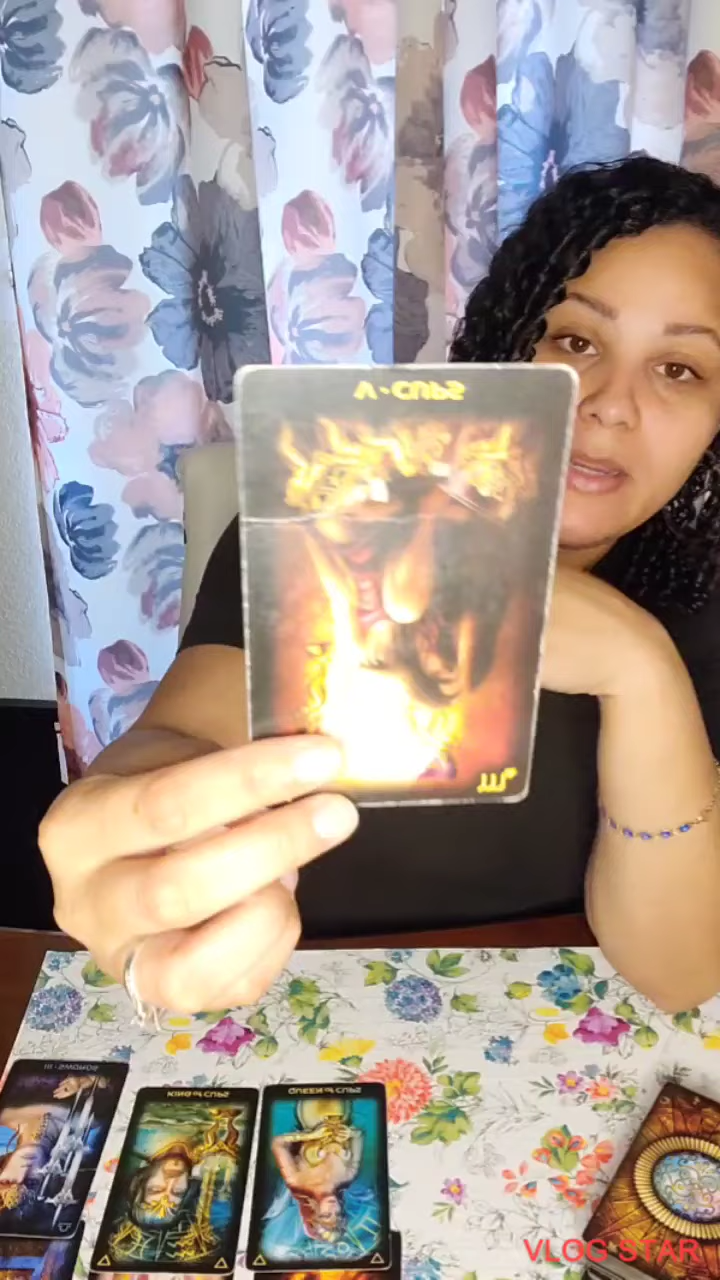 V - CUPS
III - SWORDS
KING OF CUPS
QUEEN OF CUPS
VLOG STAR